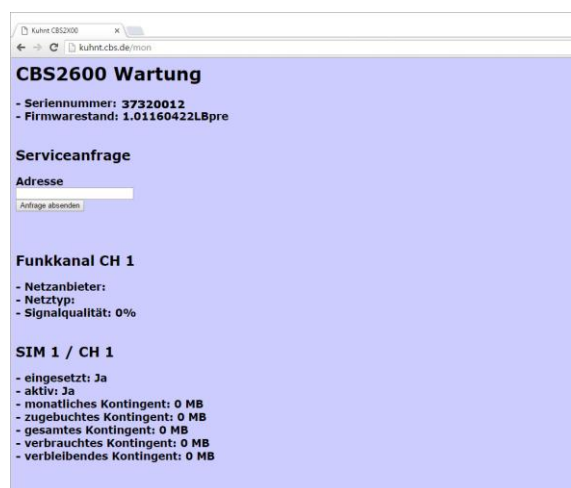 Kuhnt CBS2X00
kuhnt.cbs.de/mon
CBS2600 Wartung
- Seriennummer: 37320012
- Firmwarestand: 1.01160422LBpre
Serviceanfrage
Adresse
Anfrage absenden
Funkkanal CH 1
- Netzanbieter:
- Netztyp:
- Signalqualität: 0%
SIM 1 / CH 1
- eingesetzt: Ja
- aktiv: Ja
- monatliches Kontingent: 0 MB
- zugebuchtes Kontingent: 0 MB
- gesamtes Kontingent: 0 MB
- verbrauchtes Kontingent: 0 MB
- verbleibendes Kontingent: 0 MB